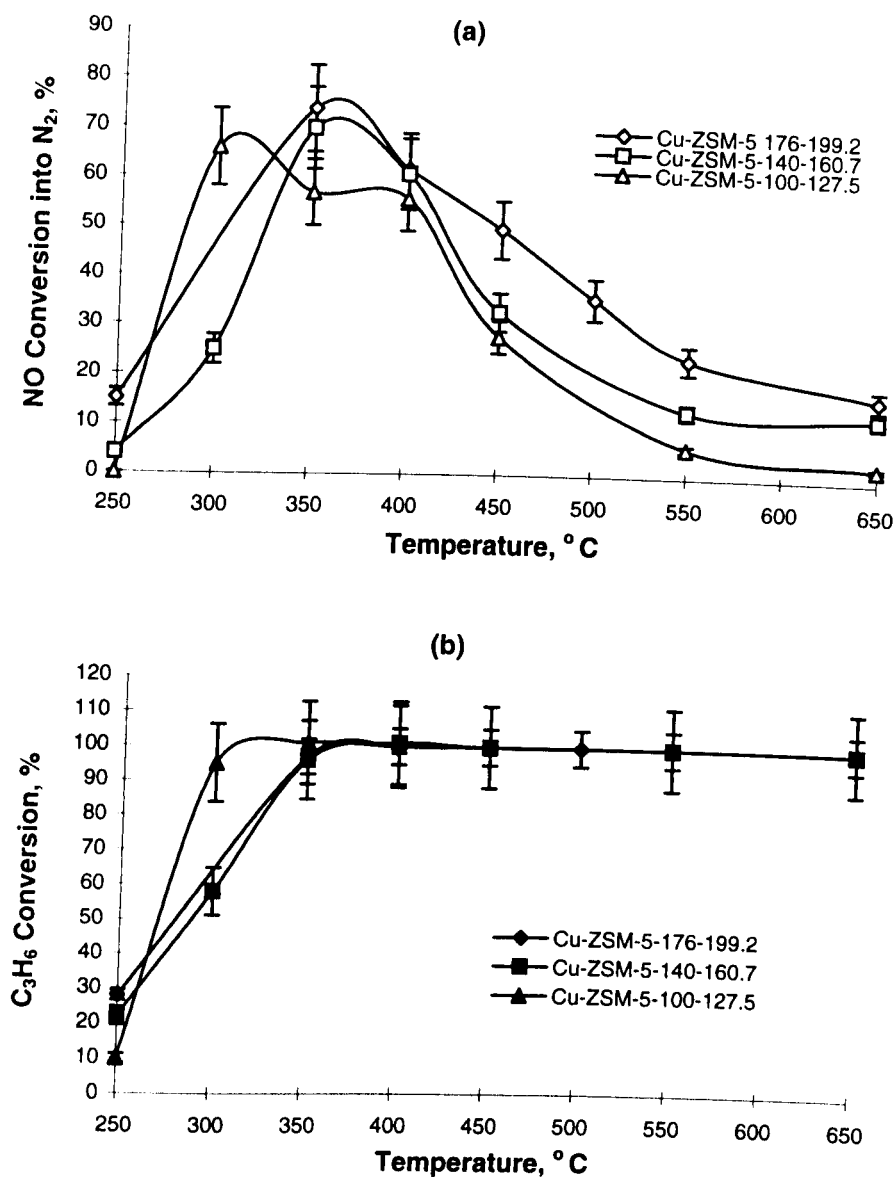 (a)
NO Conversion into N₂, %
90
80
70
60
50
40
30
20
10
0
250 300 350 400 450 500 550 600 650
Temperature, °C
Cu-ZSM-5 176-199.2
Cu-ZSM-5-140-160.7
Cu-ZSM-5-100-127.5
(b)
C₃H₆ Conversion, %
120
110
100
90
80
70
60
50
40
30
20
10
0
250 300 350 400 450 500 550 600 650
Temperature, °C
Cu-ZSM-5-176-199.2
Cu-ZSM-5-140-160.7
Cu-ZSM-5-100-127.5